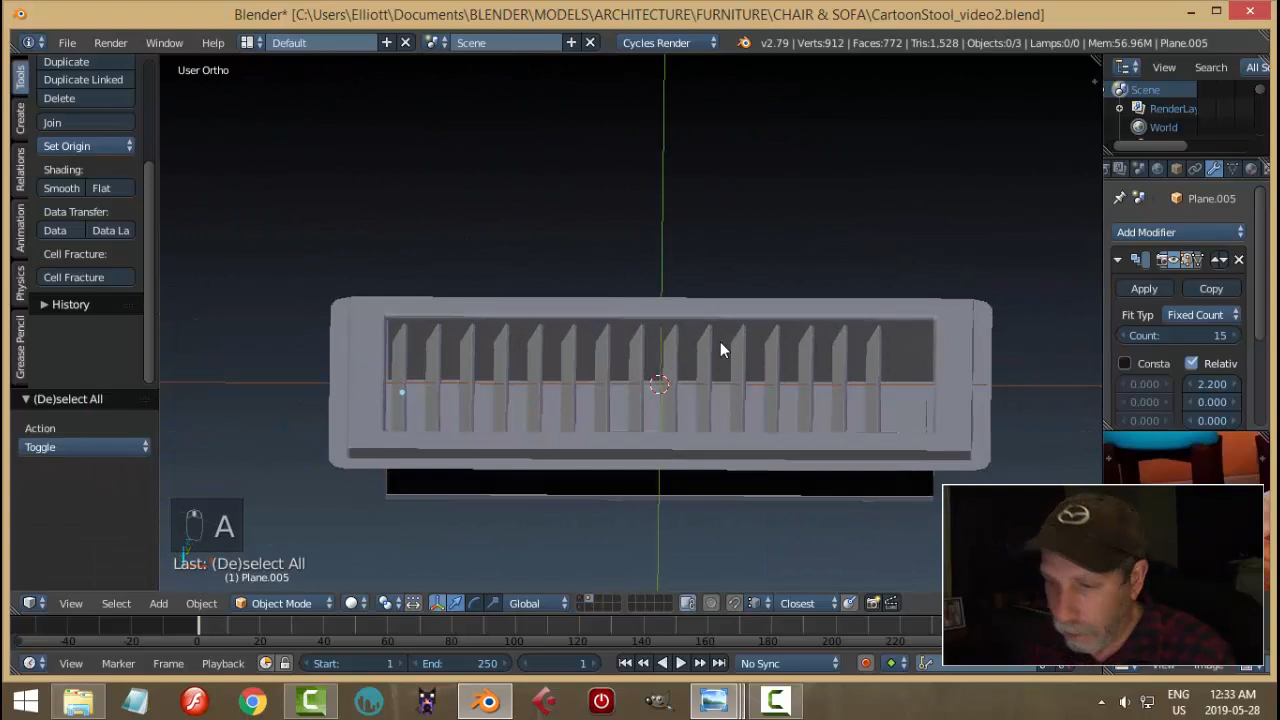 Blender* [C:\Users\Elliott\Documents\BLENDER\MODELS\ARCHITECTURE\FURNITURE\CHAIR & SOFA\CartoonStool_video2.blend]
File Render Window Help Default Scene Cycles Render v2.79 | Verts:912 | Faces:772 | Tris:1,528 | Objects:0/3 | Lamps:0/0 | Mem:56.96M | Plane.005
Tools
Create
Relations
Animation
Physics
Grease Pencil
Duplicate
Duplicate Linked
Delete
Join
Set Origin
Shading:
Smooth Flat
Data Transfer:
Data Data La
Cell Fracture:
Cell Fracture
History
(De)select All
Action
Toggle
User Ortho
A
Last: (De)select All
(1) Plane.005
View Search All S
Scene
RenderLay
World
Plane.005
Add Modifier
Apply Copy
Fit Typ Fixed Count
Count: 15
Consta Relativ
0.000 2.200
0.000 0.000
0.000 0.000
View Select Add Object Object Mode Global Closest
-40 -20 0 20 40 60 80 100 120 140 160 180 200 220
View Marker Frame Playback Start: 1 End: 250 1 No Sync
ENG
US
12:33 AM
2019-05-28